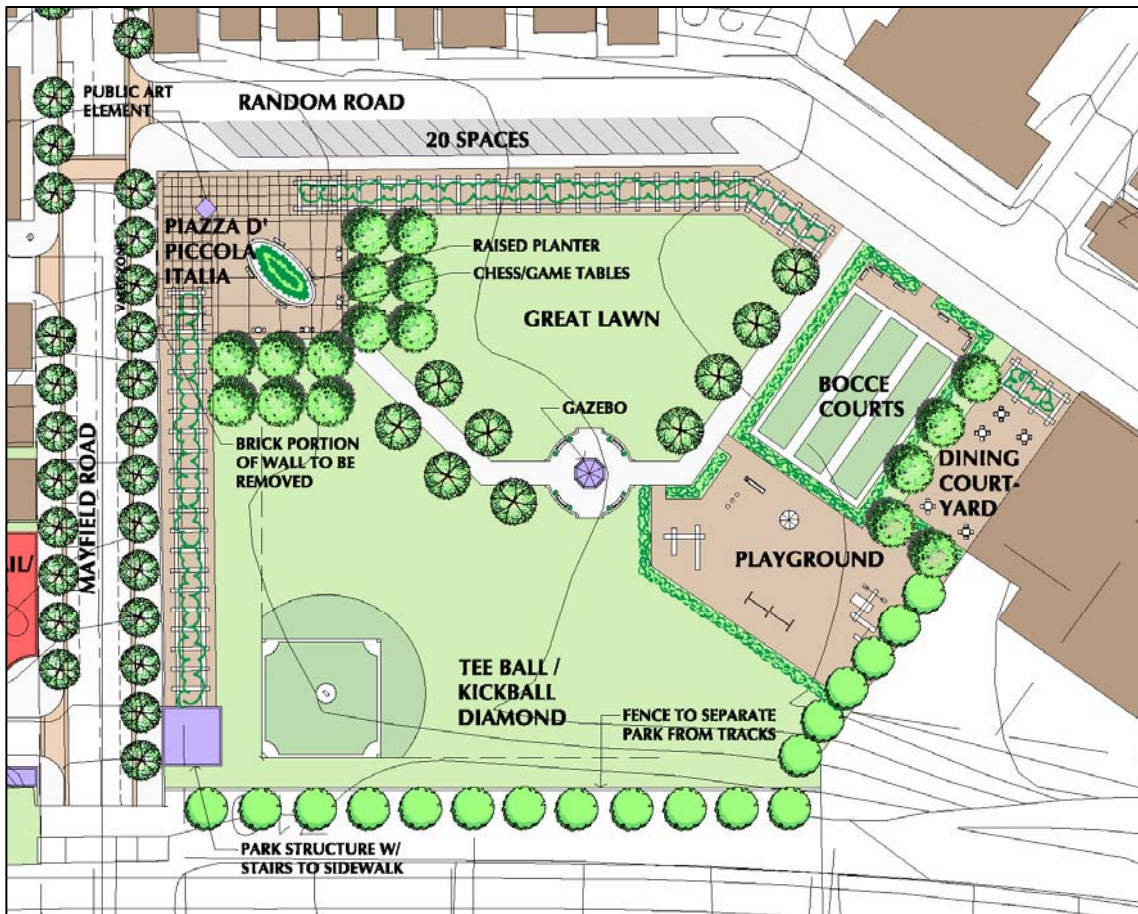 PUBLIC ART
ELEMENT
RANDOM ROAD
20 SPACES
PIAZZA D'
PICCOLA
ITALIA
RAISED PLANTER
CHESS/GAME TABLES
GREAT LAWN
BOCCE
COURTS
GAZEBO
BRICK PORTION
OF WALL TO BE
REMOVED
DINING
COURT-
YARD
MAYFIELD ROAD
AIL/
PLAYGROUND
TEE BALL /
KICKBALL
DIAMOND
FENCE TO SEPARATE
PARK FROM TRACKS
PARK STRUCTURE W/
STAIRS TO SIDEWALK